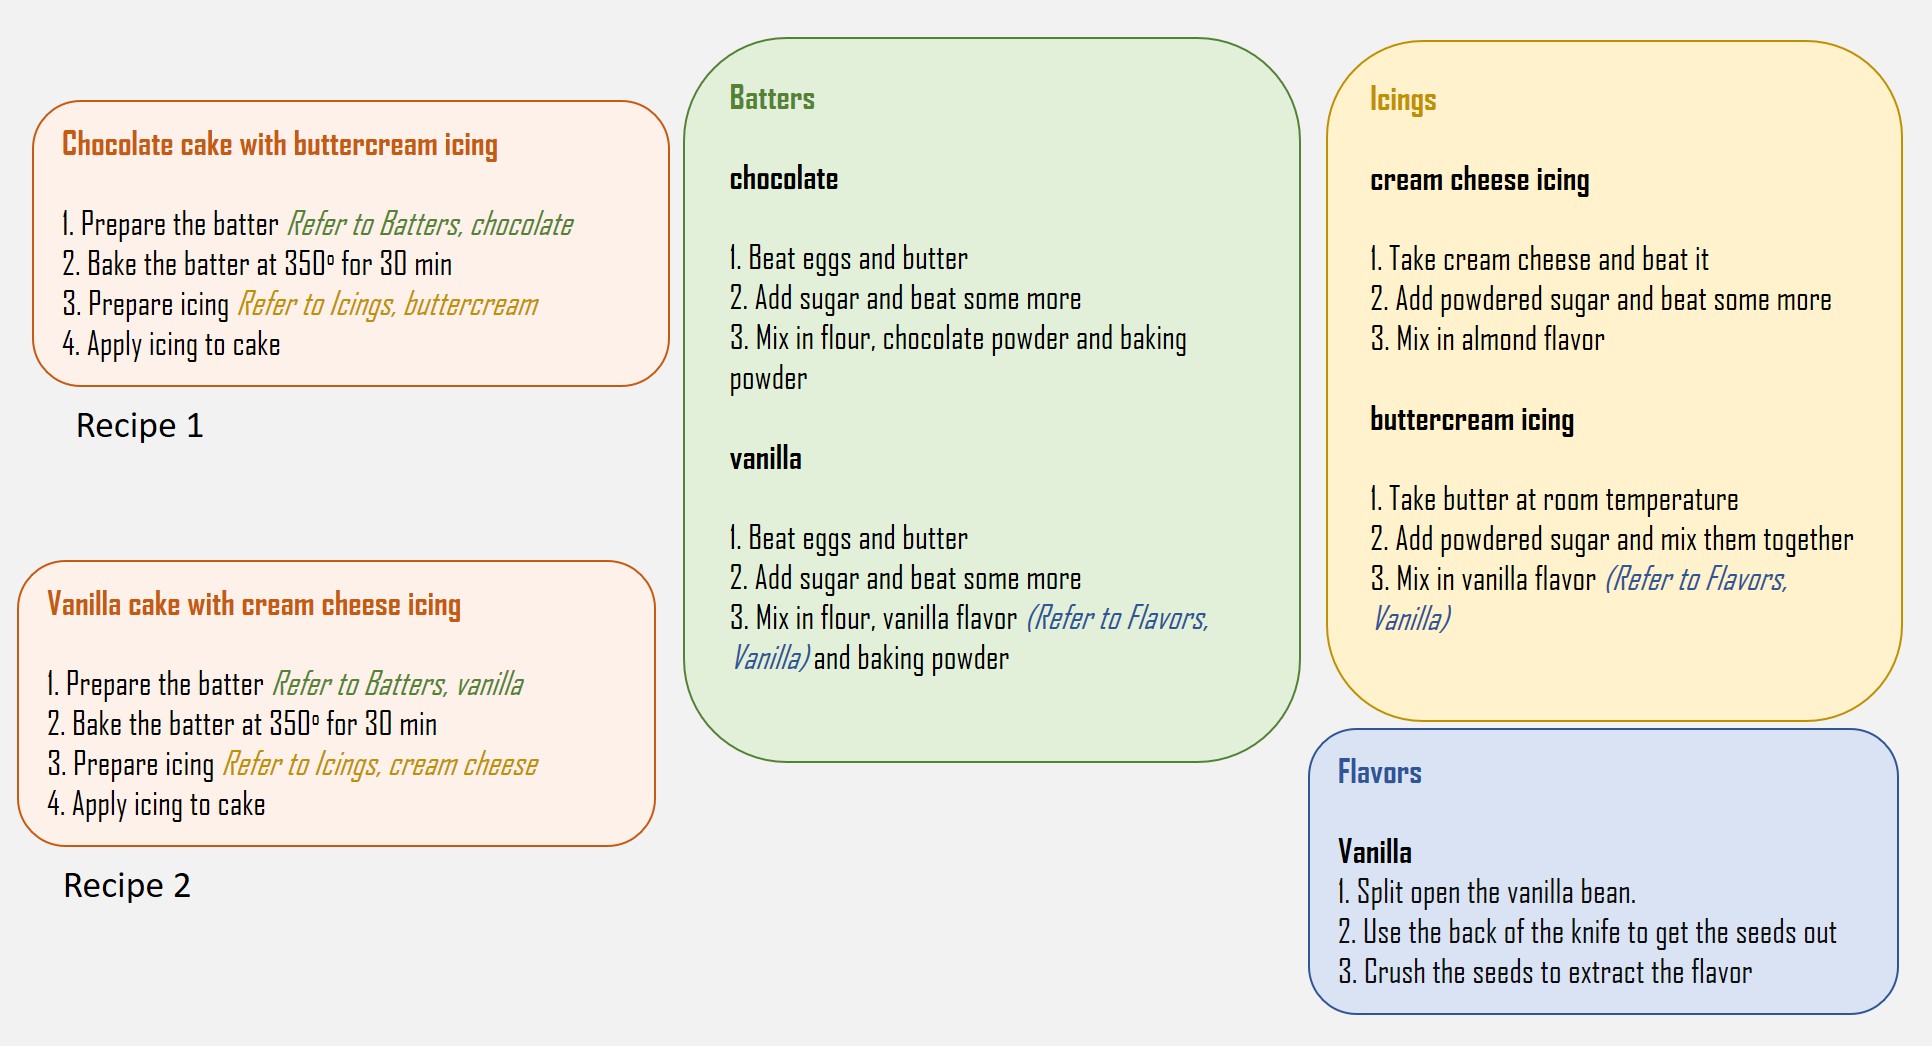 Chocolate cake with buttercream icing
1. Prepare the batter Refer to Batters, chocolate
2. Bake the batter at 350º for 30 min
3. Prepare icing Refer to Icings, buttercream
4. Apply icing to cake
Recipe 1
Vanilla cake with cream cheese icing
1. Prepare the batter Refer to Batters, vanilla
2. Bake the batter at 350º for 30 min
3. Prepare icing Refer to Icings, cream cheese
4. Apply icing to cake
Recipe 2
Batters
chocolate
1. Beat eggs and butter
2. Add sugar and beat some more
3. Mix in flour, chocolate powder and baking
powder
vanilla
1. Beat eggs and butter
2. Add sugar and beat some more
3. Mix in flour, vanilla flavor (Refer to Flavors,
Vanilla) and baking powder
Icings
cream cheese icing
1. Take cream cheese and beat it
2. Add powdered sugar and beat some more
3. Mix in almond flavor
buttercream icing
1. Take butter at room temperature
2. Add powdered sugar and mix them together
3. Mix in vanilla flavor (Refer to Flavors,
Vanilla)
Flavors
Vanilla
1. Split open the vanilla bean.
2. Use the back of the knife to get the seeds out
3. Crush the seeds to extract the flavor